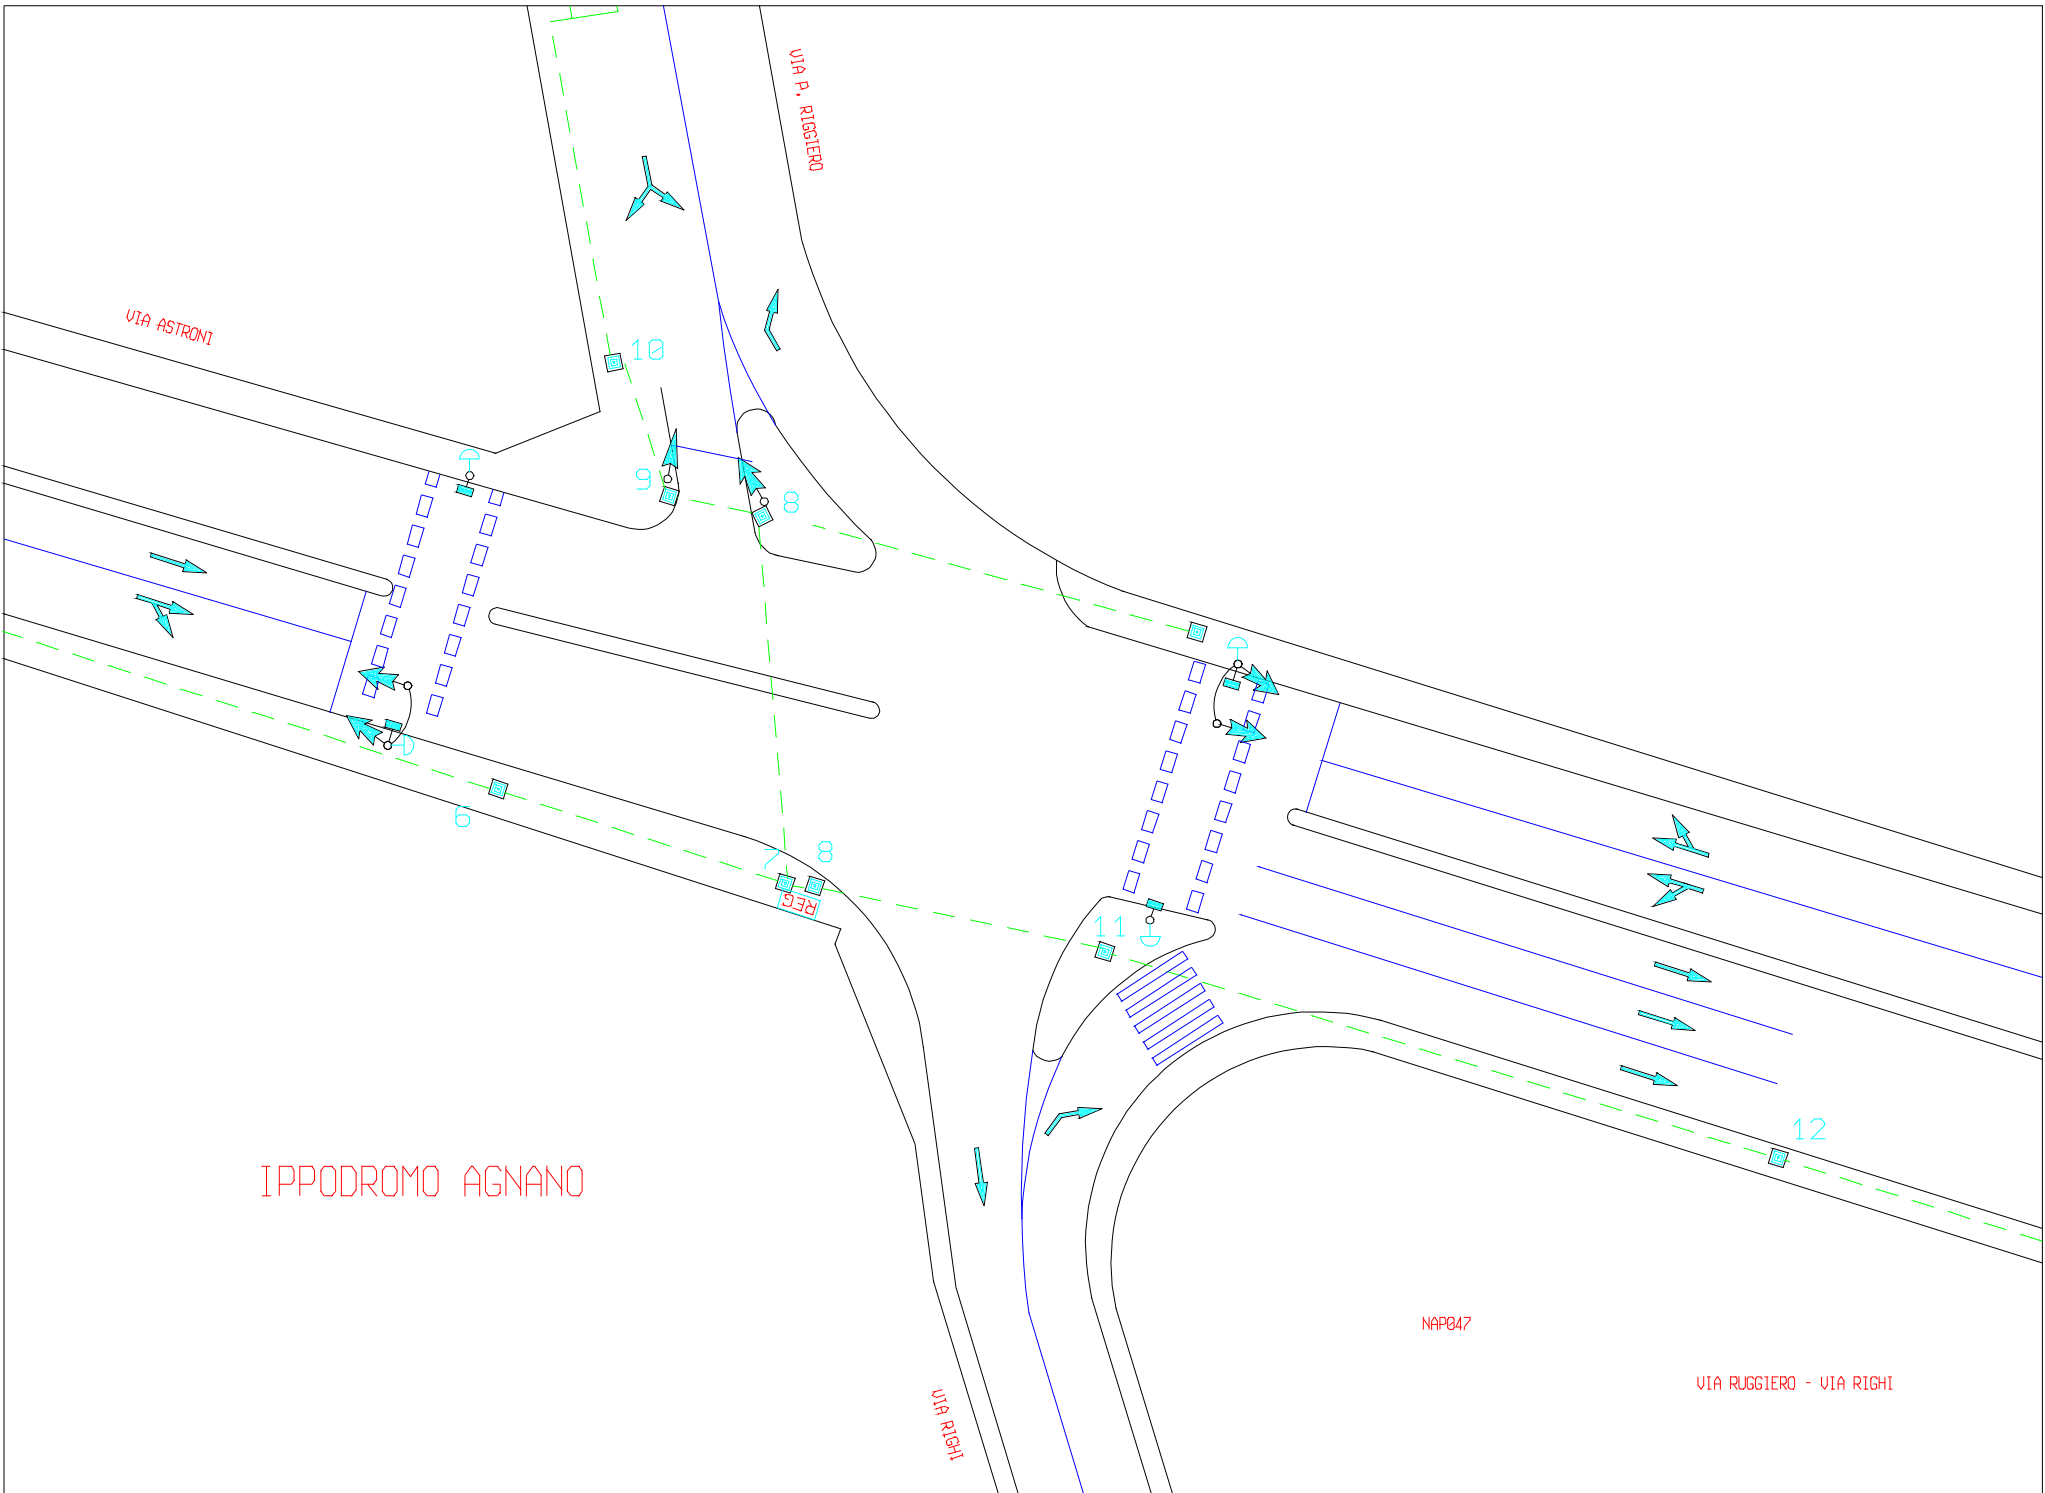 VIA P. RIGGIERO
VIA ASTRONI
10
9
8
6
7
8
REG
11
12
IPPODROMO AGNANO
NAP047
VIA RUGGIERO - VIA RIGHI
VIA RIGHI